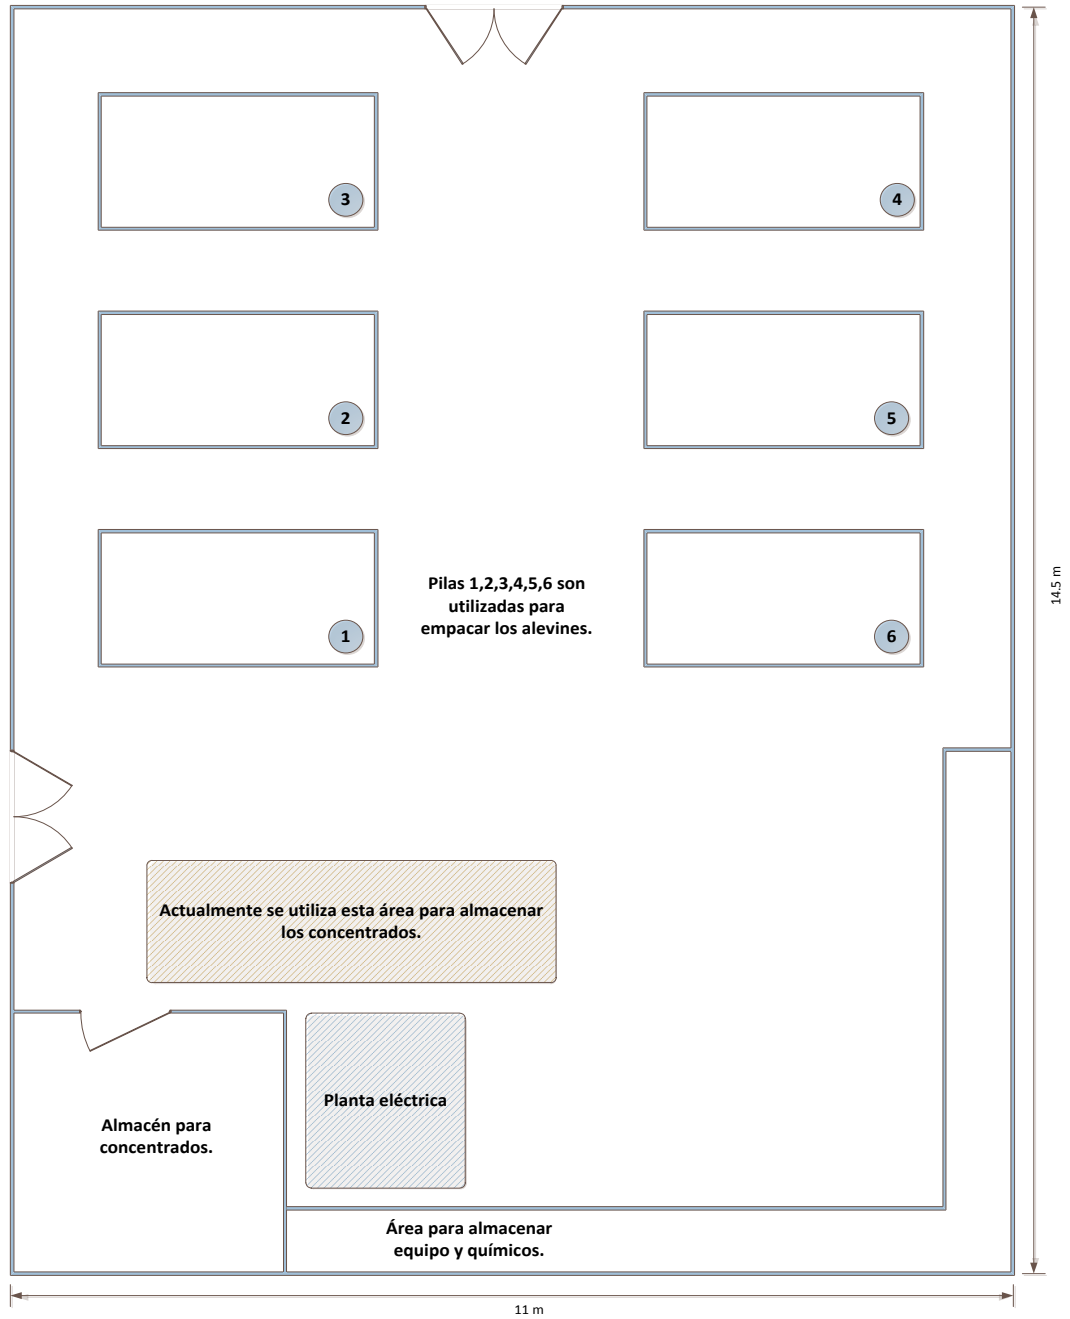 3
4
2
5
Pilas 1,2,3,4,5,6 son
utilizadas para
empacar los alevines.
1
6
14.5 m
Actualmente se utiliza esta área para almacenar
los concentrados.
Planta eléctrica
Almacén para
concentrados.
Área para almacenar
equipo y químicos.
11 m